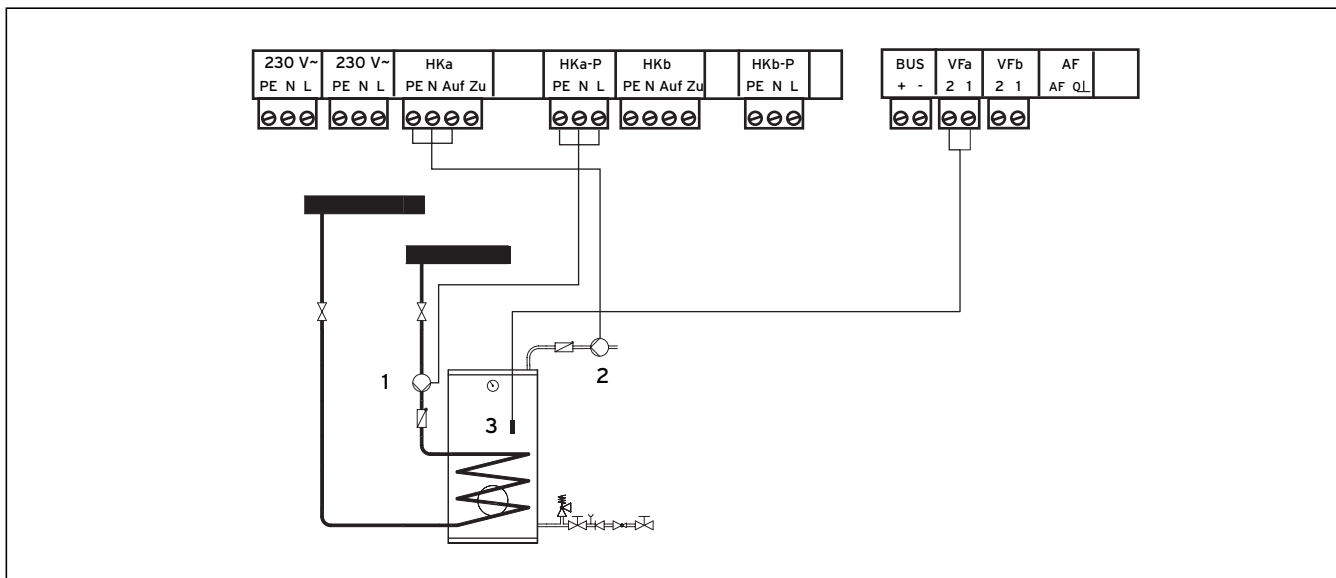 230 V~ 230 V~ HKa HKa-P HKb HKb-P BUS VFa VFb AF
PE N L PE N L PE N Auf Zu PE N L PE N Auf Zu PE N L + - 2 1 2 1 AF 0⊥
1
2
3